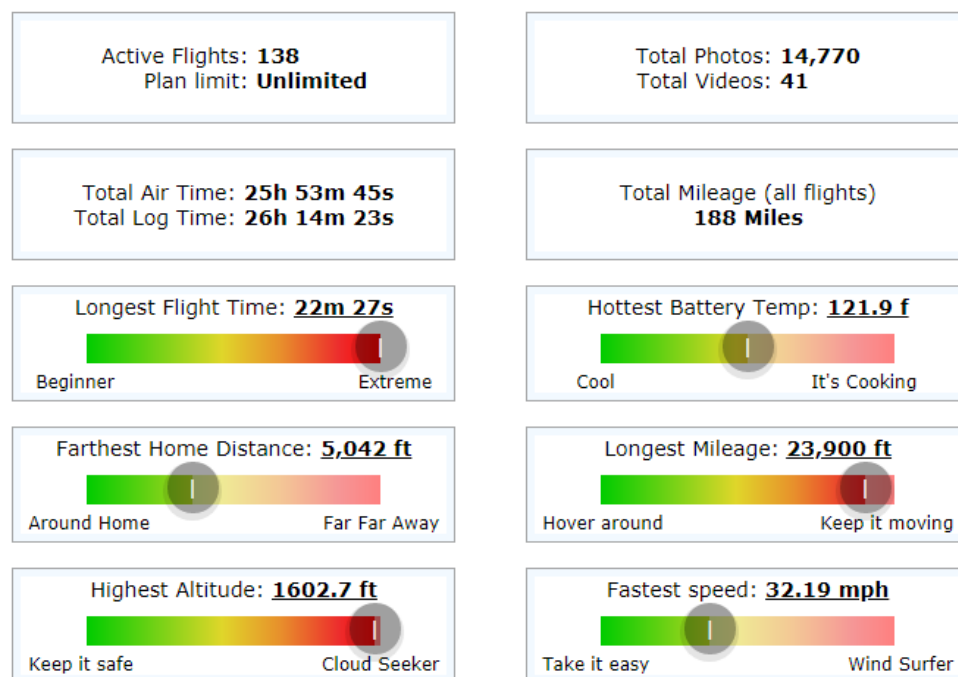 Active Flights: 138
Plan limit: Unlimited
Total Photos: 14,770
Total Videos: 41
Total Air Time: 25h 53m 45s
Total Log Time: 26h 14m 23s
Total Mileage (all flights)
188 Miles
Longest Flight Time: 22m 27s
Beginner
Extreme
Hottest Battery Temp: 121.9 f
Cool
It's Cooking
Farthest Home Distance: 5,042 ft
Around Home
Far Far Away
Longest Mileage: 23,900 ft
Hover around
Keep it moving
Highest Altitude: 1602.7 ft
Keep it safe
Cloud Seeker
Fastest speed: 32.19 mph
Take it easy
Wind Surfer